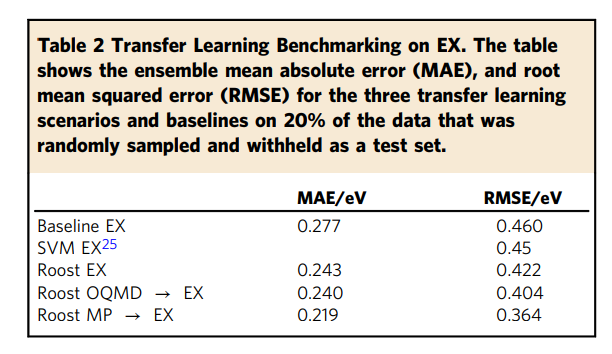 Table 2 Transfer Learning Benchmarking on EX. The table
shows the ensemble mean absolute error (MAE), and root
mean squared error (RMSE) for the three transfer learning
scenarios and baselines on 20% of the data that was
randomly sampled and withheld as a test set.
MAE/eV RMSE/eV
Baseline EX 0.277 0.460
SVM EX25 0.45
Roost EX 0.243 0.422
Roost OQMD → EX 0.240 0.404
Roost MP → EX 0.219 0.364